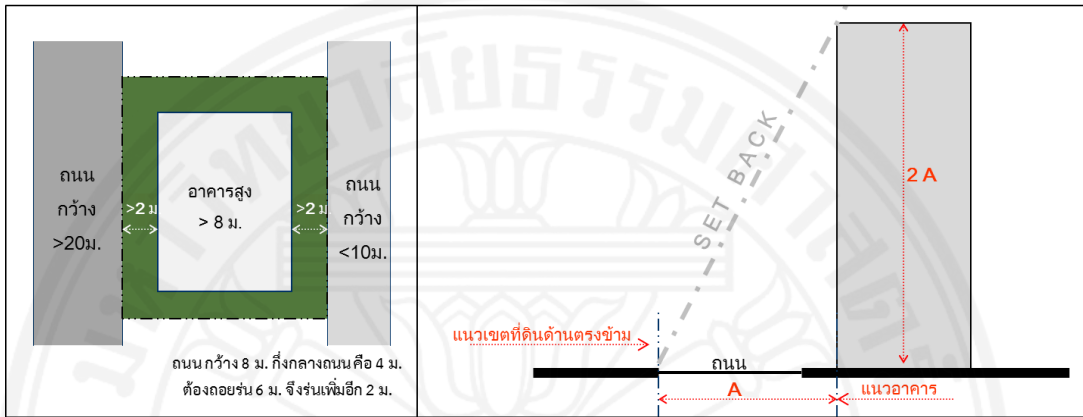 ถนน
กว้าง
>20ม.
>2 ม
อาคารสูง
> 8 ม.
>2 ม
ถนน
กว้าง
<10ม.
ถนน กว้าง 8 ม. กึ่งกลางถนน คือ 4 ม.
ต้องถอยร่น 6 ม. จึงร่นเพิ่มอีก 2 ม.
SET BACK
2 A
แนวเขตที่ดินด้านตรงข้าม
ถนน
A
แนวอาคาร